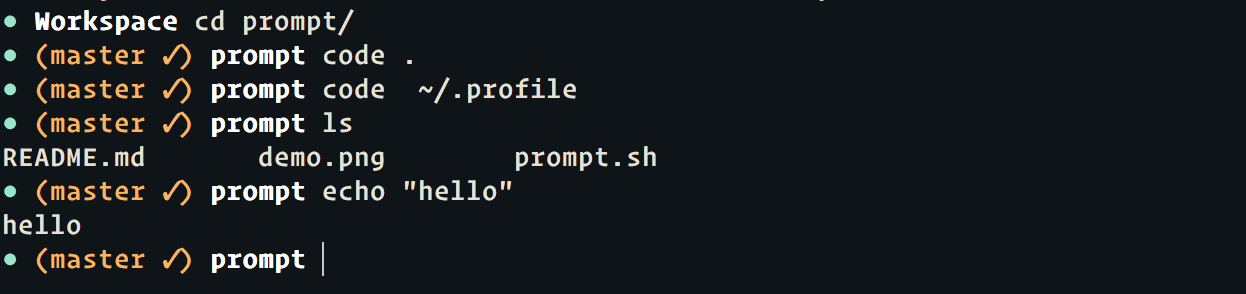 ● Workspace cd prompt/
● (master ✓) prompt code .
● (master ✓) prompt code  ~/.profile
● (master ✓) prompt ls
README.md       demo.png        prompt.sh
● (master ✓) prompt echo "hello"
hello
● (master ✓) prompt